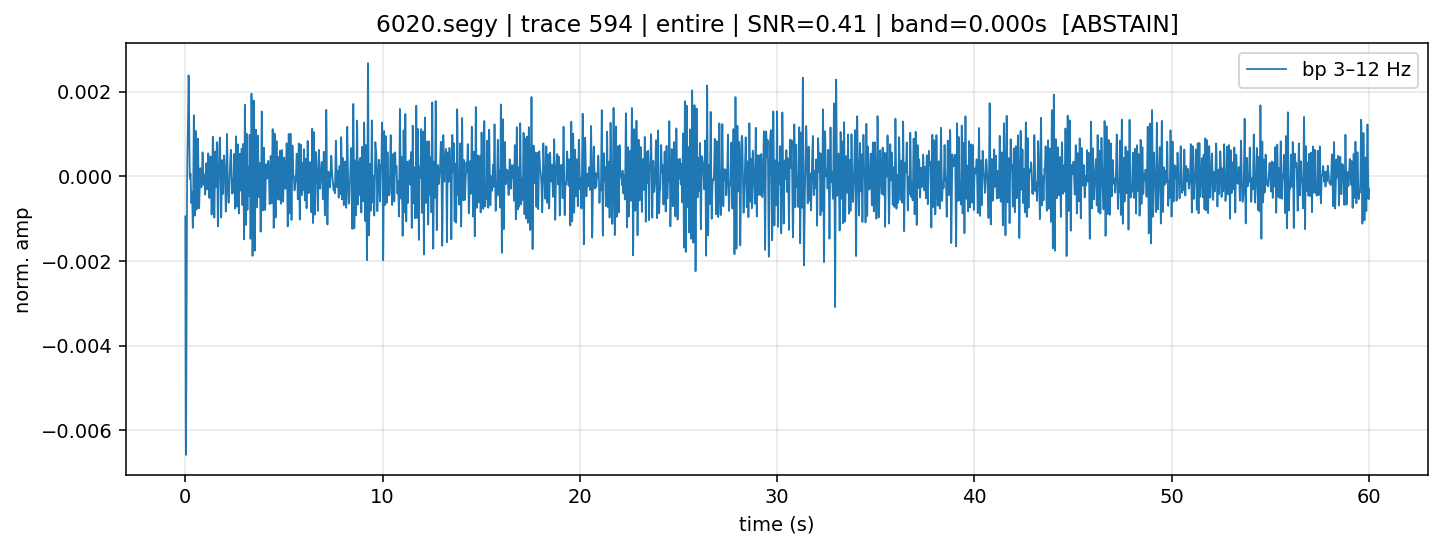 6020.segy | trace 594 | entire | SNR=0.41 | band=0.000s  [ABSTAIN]
bp 3–12 Hz
0.002
0.000
−0.002
−0.004
−0.006
norm. amp
0 10 20 30 40 50 60
time (s)